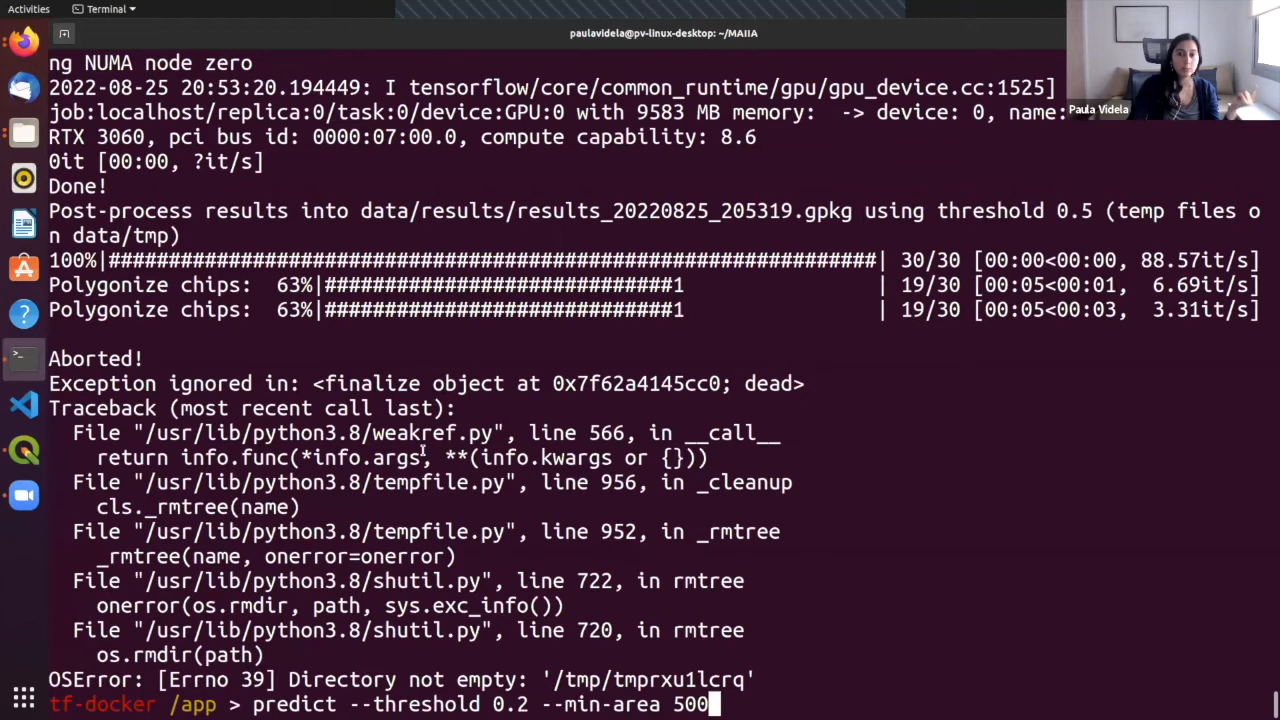 Activities
Terminal
paulavidela@pv-linux-desktop: ~/MAIIA
Paula Videla
ng NUMA node zero
2022-08-25 20:53:20.194449: I tensorflow/core/common_runtime/gpu/gpu_device.cc:1525]
job:localhost/replica:0/task:0/device:GPU:0 with 9583 MB memory:  -> device: 0, name:
RTX 3060, pci bus id: 0000:07:00.0, compute capability: 8.6
0it [00:00, ?it/s]
Done!
Post-process results into data/results/results_20220825_205319.gpkg using threshold 0.5 (temp files o
n data/tmp)
100%|################################################################| 30/30 [00:00<00:00, 88.57it/s]
Polygonize chips:  63%|#############################1                | 19/30 [00:05<00:01,  6.69it/s]
Polygonize chips:  63%|#############################1                | 19/30 [00:05<00:03,  3.31it/s]
Aborted!
Exception ignored in: <finalize object at 0x7f62a4145cc0; dead>
Traceback (most recent call last):
  File "/usr/lib/python3.8/weakref.py", line 566, in __call__
    return info.func(*info.args, **(info.kwargs or {}))
  File "/usr/lib/python3.8/tempfile.py", line 956, in _cleanup
    cls._rmtree(name)
  File "/usr/lib/python3.8/tempfile.py", line 952, in _rmtree
    _rmtree(name, onerror=onerror)
  File "/usr/lib/python3.8/shutil.py", line 722, in rmtree
    onerror(os.rmdir, path, sys.exc_info())
  File "/usr/lib/python3.8/shutil.py", line 720, in rmtree
    os.rmdir(path)
OSError: [Errno 39] Directory not empty: '/tmp/tmprxu1lcrq'
tf-docker /app > predict --threshold 0.2 --min-area 500